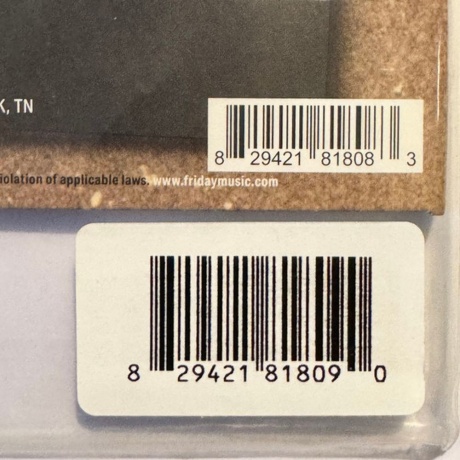 K, TN
8 29421 81808 3
iolation of applicable laws. www.fridaymusic.com
8 29421 81809 0